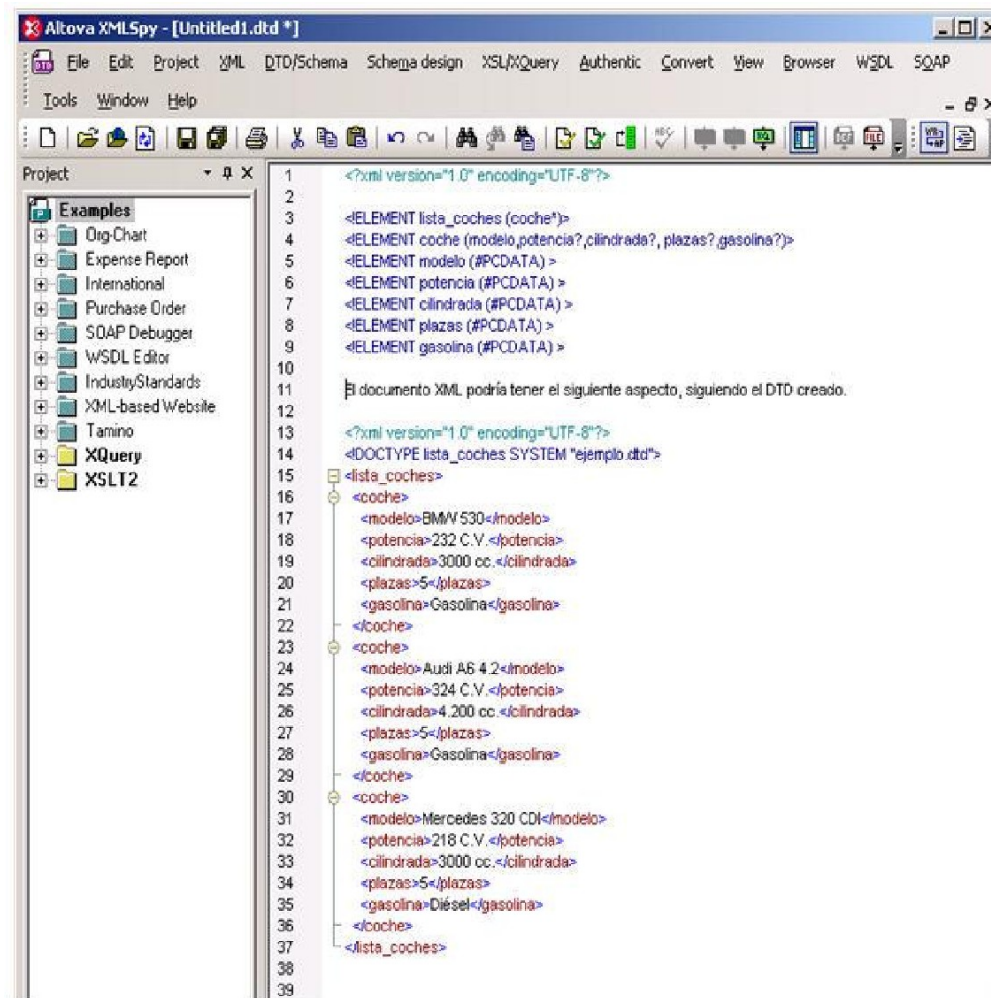 Altova XMLSpy - [Untitled1.dtd *]
File Edit Project XML DTD/Schema Schema design XSL/XQuery Authentic Convert View Browser WSDL SOAP
Tools Window Help
Project
Examples
Org-Chart
Expense Report
International
Purchase Order
SOAP Debugger
WSDL Editor
IndustryStandards
XML-based Website
Tamino
XQuery
XSLT2
1 <?xml version="1.0" encoding="UTF-8"?>
2
3 <!ELEMENT lista_coches (coche*)>
4 <!ELEMENT coche (modelo,potencia?,cilindrada?, plazas?,gasolina?)>
5 <!ELEMENT modelo (#PCDATA) >
6 <!ELEMENT potencia (#PCDATA) >
7 <!ELEMENT cilindrada (#PCDATA) >
8 <!ELEMENT plazas (#PCDATA) >
9 <!ELEMENT gasolina (#PCDATA) >
10
11 El documento XML podría tener el siguiente aspecto, siguiendo el DTD creado.
12
13 <?xml version="1.0" encoding="UTF-8"?>
14 <!DOCTYPE lista_coches SYSTEM "ejemplo.dtd">
15 <lista_coches>
16 <coche>
17 <modelo>BMW 530</modelo>
18 <potencia>232 C.V.</potencia>
19 <cilindrada>3000 cc.</cilindrada>
20 <plazas>5</plazas>
21 <gasolina>Gasolina</gasolina>
22 </coche>
23 <coche>
24 <modelo>Audi A6 4.2</modelo>
25 <potencia>324 C.V.</potencia>
26 <cilindrada>4.200 cc.</cilindrada>
27 <plazas>5</plazas>
28 <gasolina>Gasolina</gasolina>
29 </coche>
30 <coche>
31 <modelo>Mercedes 320 CDI</modelo>
32 <potencia>218 C.V.</potencia>
33 <cilindrada>3000 cc.</cilindrada>
34 <plazas>5</plazas>
35 <gasolina>Diésel</gasolina>
36 </coche>
37 </lista_coches>
38
39